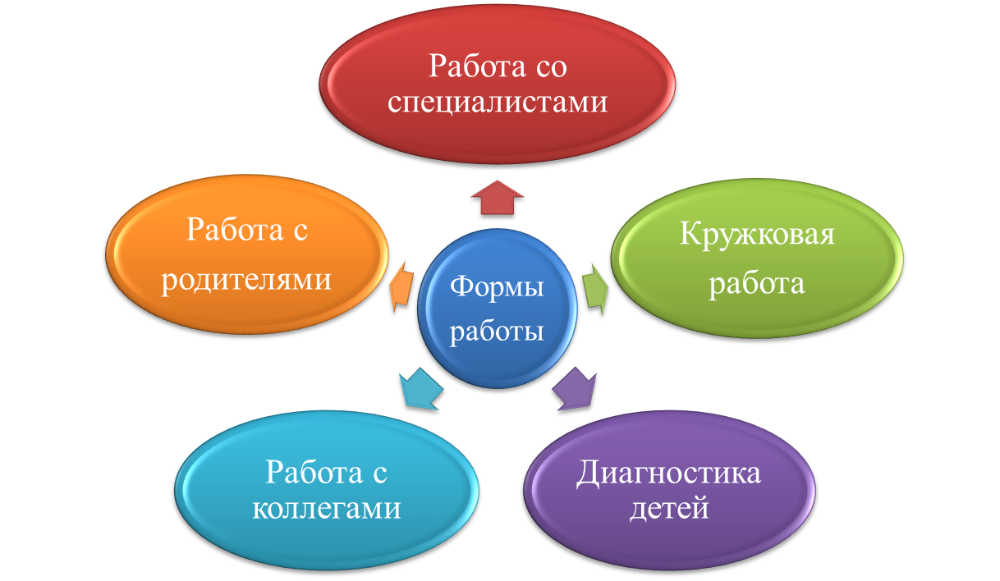 Работа со
специалистами
Работа с
родителями
Кружковая
работа
Формы
работы
Работа с
коллегами
Диагностика
детей